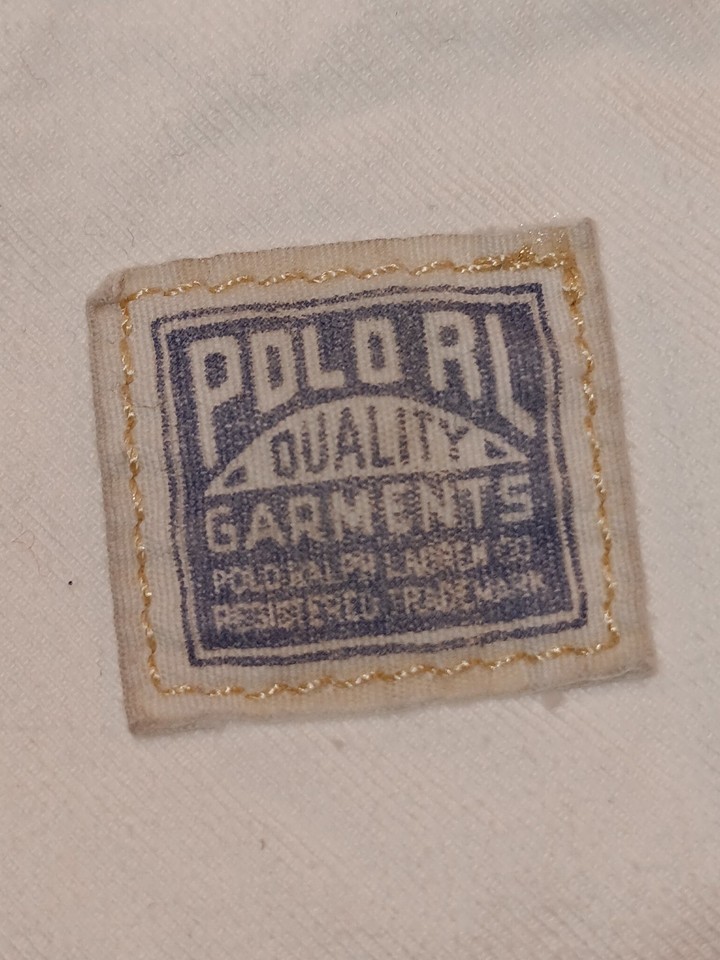 POLO RL
QUALITY
GARMENTS
POLO RALPH LAUREN CO
REGISTERED TRADEMARK